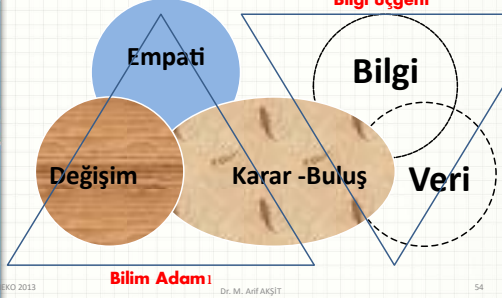 Bilgi üçgeni
Empati
Bilgi
Değişim
Karar -Buluş
Veri
Bilim Adamı
EKO 2013
Dr. M. Arif AKŞİT
54